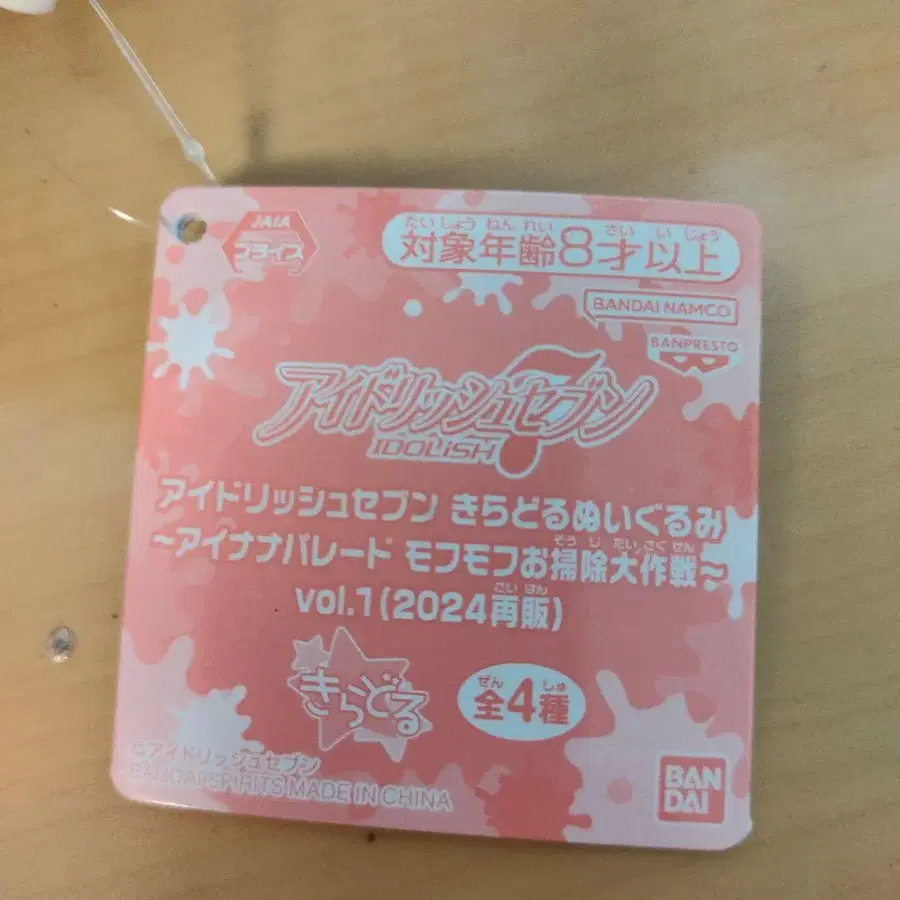 JAIA
プライズ
たいしょうねんれい さいいじょう
対象年齢8才以上
BANDAI NAMCO
BANPRESTO
アイドリッシュセブン
IDOLiSH7
アイドリッシュセブン きらどるぬいぐるみ
そうじだいさくせん
~アイナナパレード モフモフお掃除大作戦~
さいはん
vol.1(2024再販)
きらどる
ぜん しゅ
全4種
©アイドリッシュセブン
BANDAI SPIRITS MADE IN CHINA
BAN
DAI